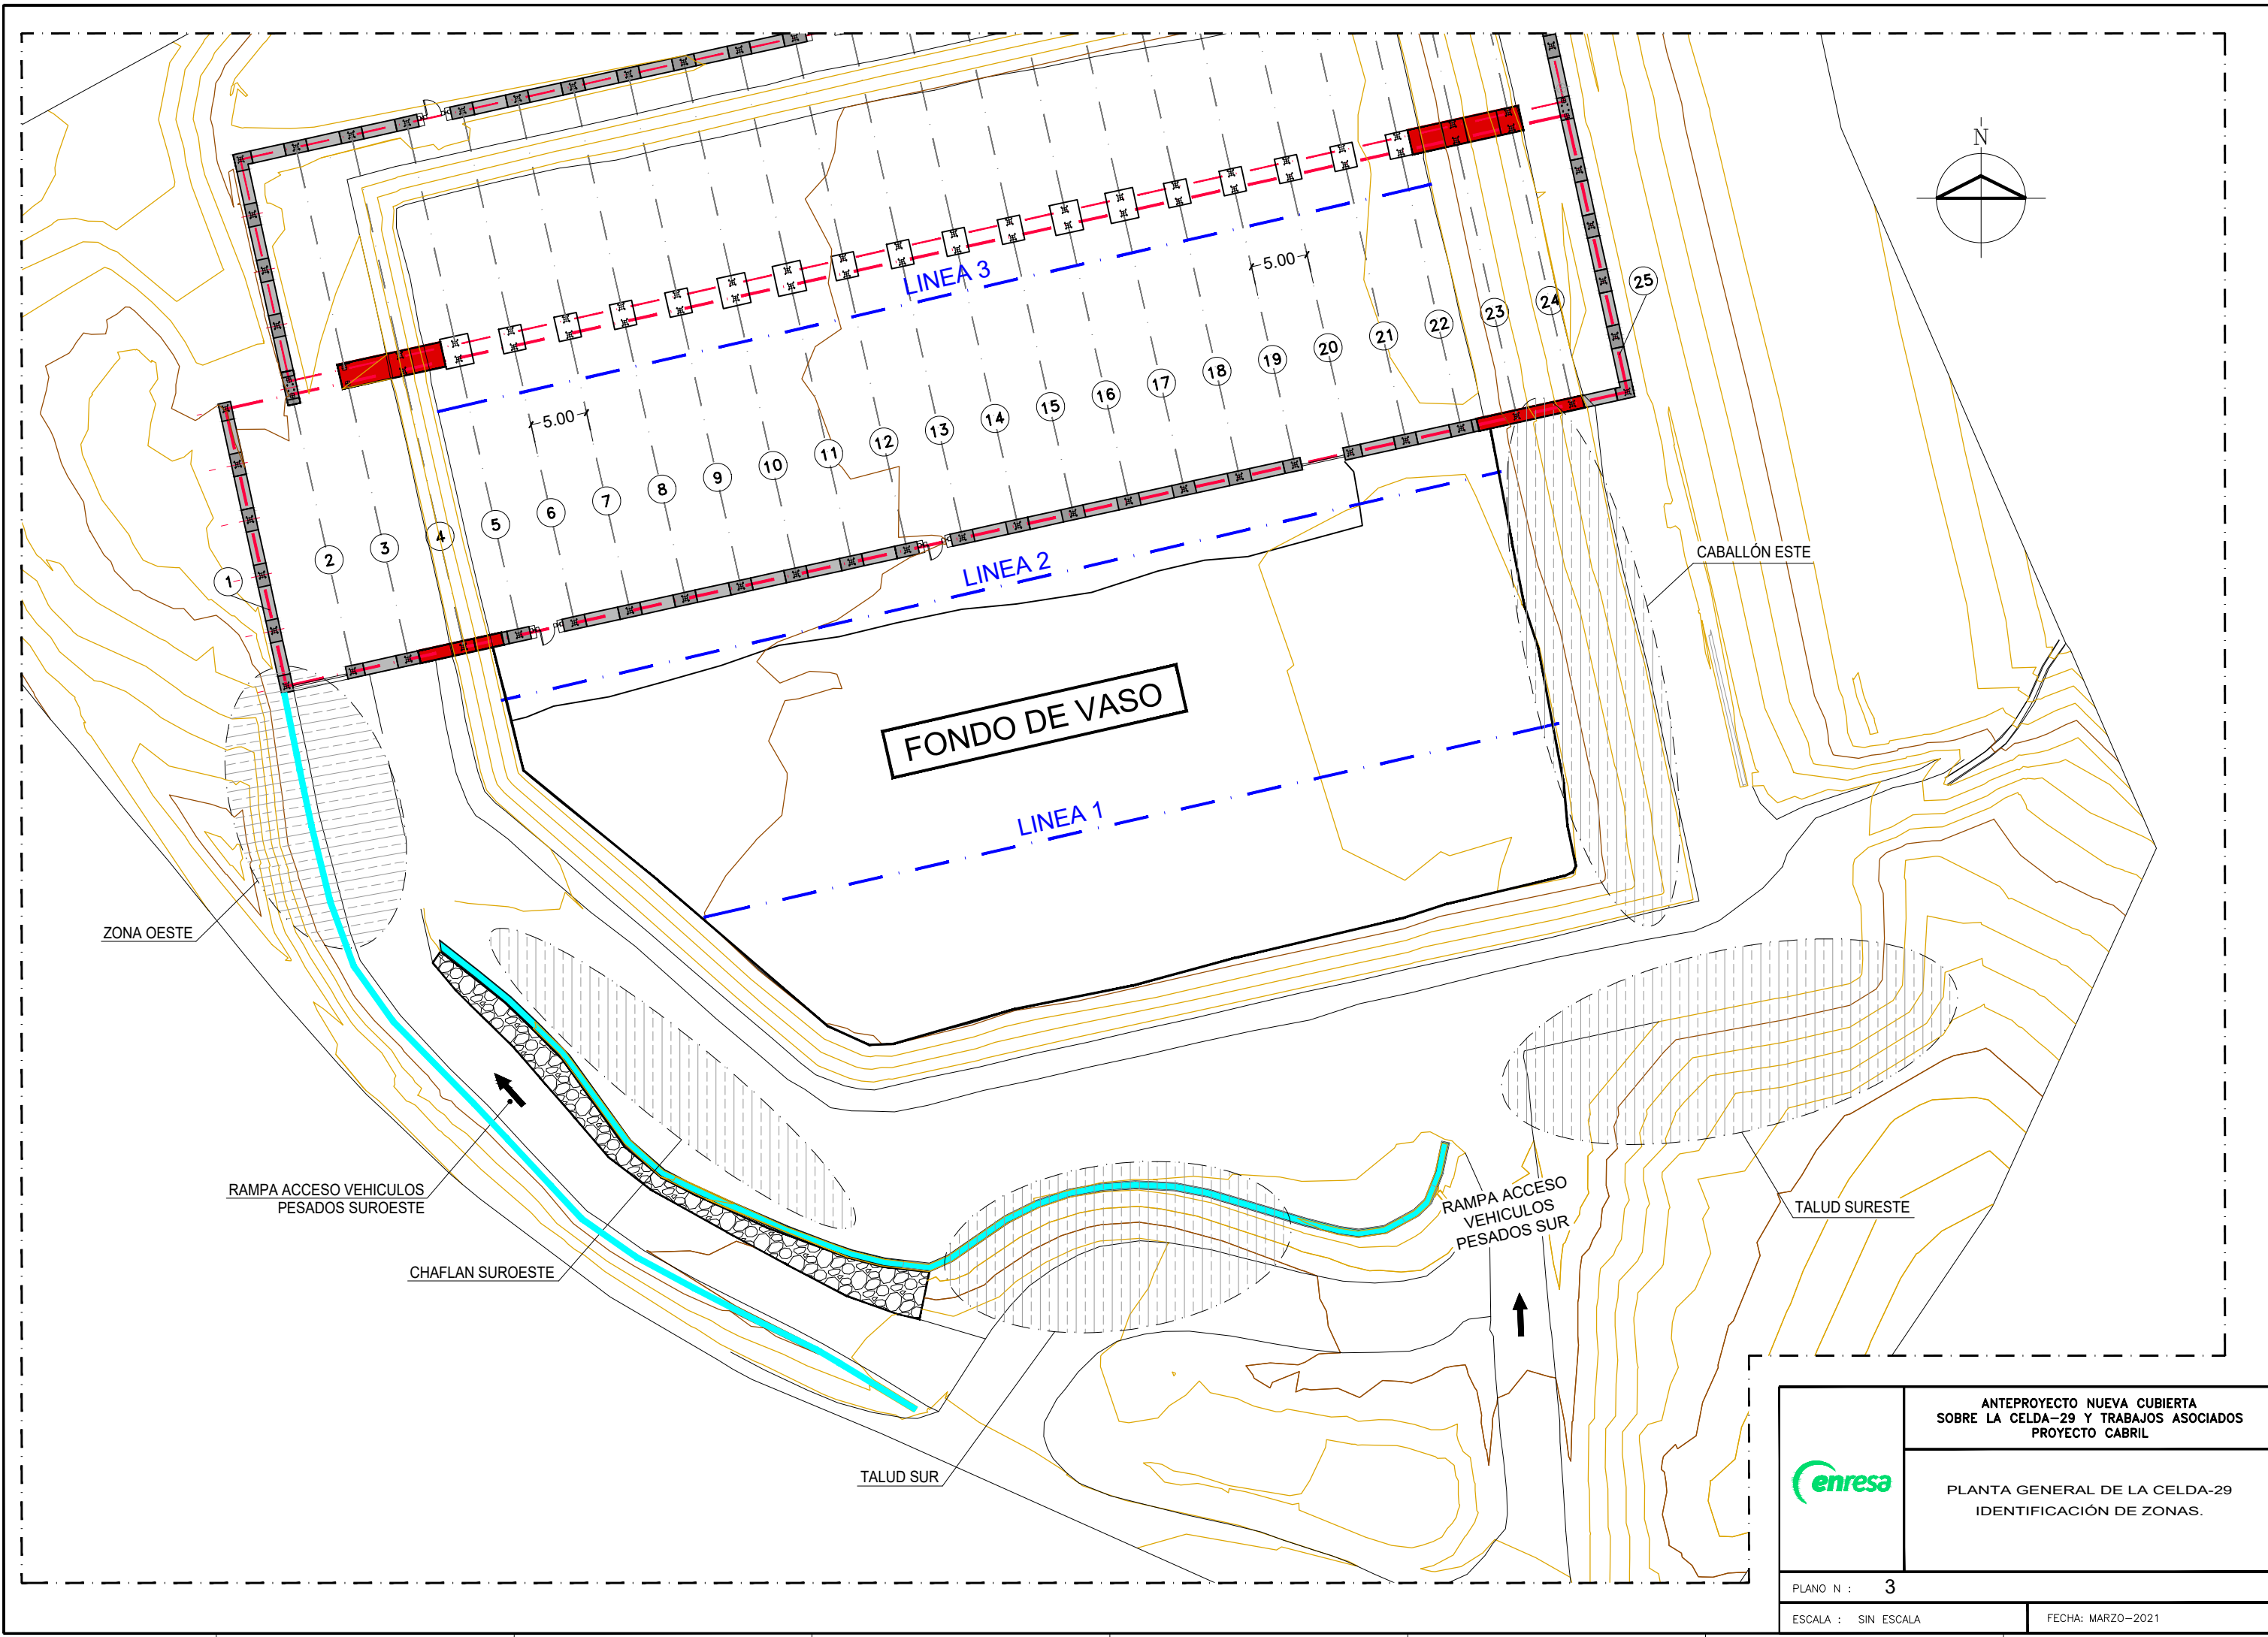 N
LINEA 3
5.00
5.00
1
2
3
4
5
6
7
8
9
10
11
12
13
14
15
16
17
18
19
20
21
22
23
24
25
LINEA 2
CABALLÓN ESTE
FONDO DE VASO
LINEA 1
ZONA OESTE
RAMPA ACCESO VEHICULOS
PESADOS SUROESTE
CHAFLAN SUROESTE
RAMPA ACCESO
VEHICULOS
PESADOS SUR
TALUD SURESTE
TALUD SUR
enresa
ANTEPROYECTO NUEVA CUBIERTA
SOBRE LA CELDA-29 Y TRABAJOS ASOCIADOS
PROYECTO CABRIL
PLANTA GENERAL DE LA CELDA-29
IDENTIFICACIÓN DE ZONAS.
PLANO N : 3
ESCALA : SIN ESCALA
FECHA: MARZO-2021